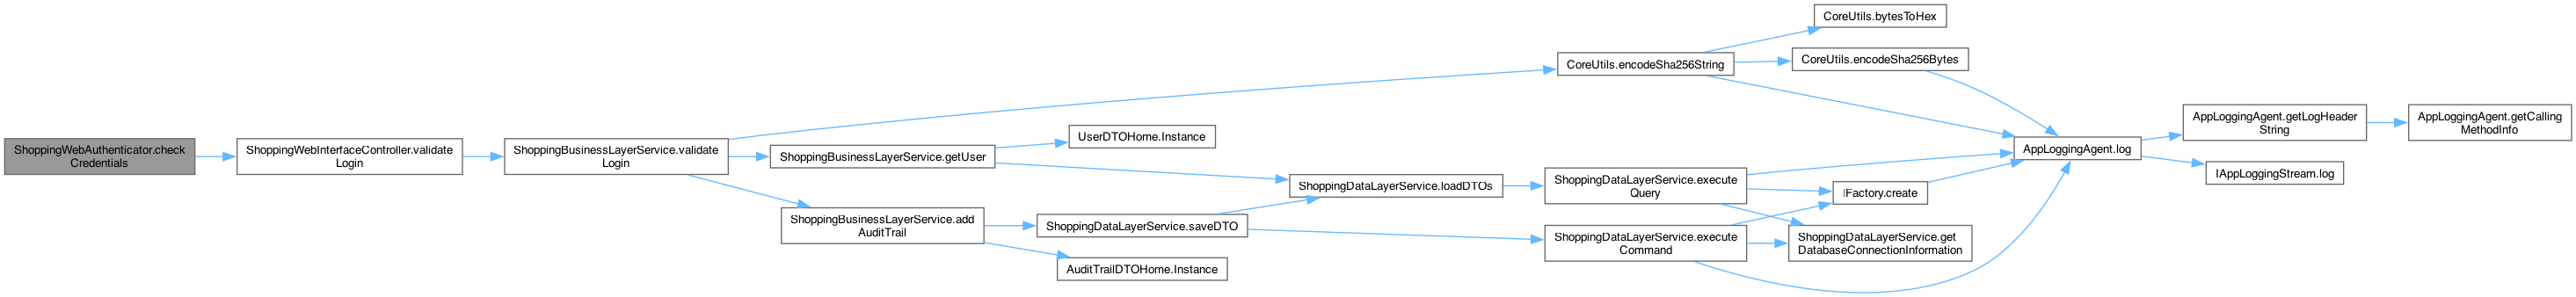 ShoppingWebAuthenticator.check
Credentials
ShoppingWebInterfaceController.validate
Login
ShoppingBusinessLayerService.validate
Login
ShoppingBusinessLayerService.getUser
ShoppingBusinessLayerService.add
AuditTrail
UserDTOHome.Instance
ShoppingDataLayerService.saveDTO
AuditTrailDTOHome.Instance
ShoppingDataLayerService.loadDTOs
CoreUtils.encodeSha256String
ShoppingDataLayerService.execute
Query
ShoppingDataLayerService.execute
Command
CoreUtils.bytesToHex
CoreUtils.encodeSha256Bytes
IFactory.create
ShoppingDataLayerService.get
DatabaseConnectionInformation
AppLoggingAgent.log
AppLoggingAgent.getLogHeader
String
IAppLoggingStream.log
AppLoggingAgent.getCalling
MethodInfo